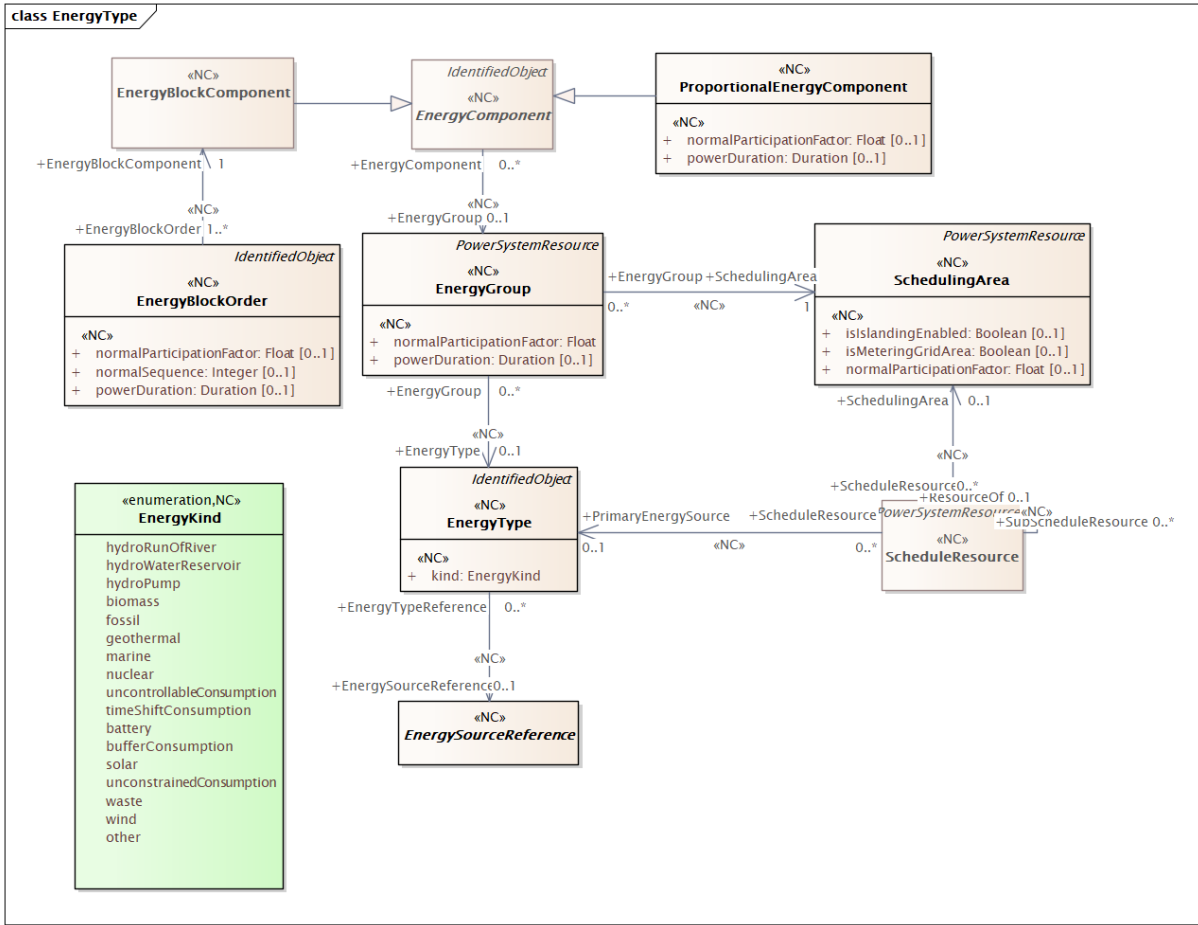 class EnergyType
«NC»
EnergyBlockComponent
IdentifiedObject
«NC»
EnergyComponent
«NC»
ProportionalEnergyComponent
«NC»
+ normalParticipationFactor: Float [0..1]
+ powerDuration: Duration [0..1]
+EnergyBlockComponent 1
«NC»
+EnergyBlockOrder 1..*
+EnergyComponent 0..*
«NC»
+EnergyGroup 0..1
IdentifiedObject
«NC»
EnergyBlockOrder
«NC»
+ normalParticipationFactor: Float [0..1]
+ normalSequence: Integer [0..1]
+ powerDuration: Duration [0..1]
PowerSystemResource
«NC»
EnergyGroup
«NC»
+ normalParticipationFactor: Float
+ powerDuration: Duration [0..1]
+EnergyGroup +SchedulingArea
0..* «NC» 1
PowerSystemResource
«NC»
SchedulingArea
«NC»
+ isIslandingEnabled: Boolean [0..1]
+ isMeteringGridArea: Boolean [0..1]
+ normalParticipationFactor: Float [0..1]
+EnergyGroup 0..*
«NC»
+EnergyType 0..1
+SchedulingArea 0..1
«NC»
+ScheduleResource 0..*
+ResourceOf 0..1
«NC»
+SubScheduleResource 0..*
PowerSystemResource
«NC»
ScheduleResource
+PrimaryEnergySource +ScheduleResource
0..1 «NC» 0..*
IdentifiedObject
«NC»
EnergyType
«NC»
+ kind: EnergyKind
+EnergyTypeReference 0..*
«NC»
+EnergySourceReference 0..1
«NC»
EnergySourceReference
«enumeration,NC»
EnergyKind
hydroRunOfRiver
hydroWaterReservoir
hydroPump
biomass
fossil
geothermal
marine
nuclear
uncontrollableConsumption
timeShiftConsumption
battery
bufferConsumption
solar
unconstrainedConsumption
waste
wind
other